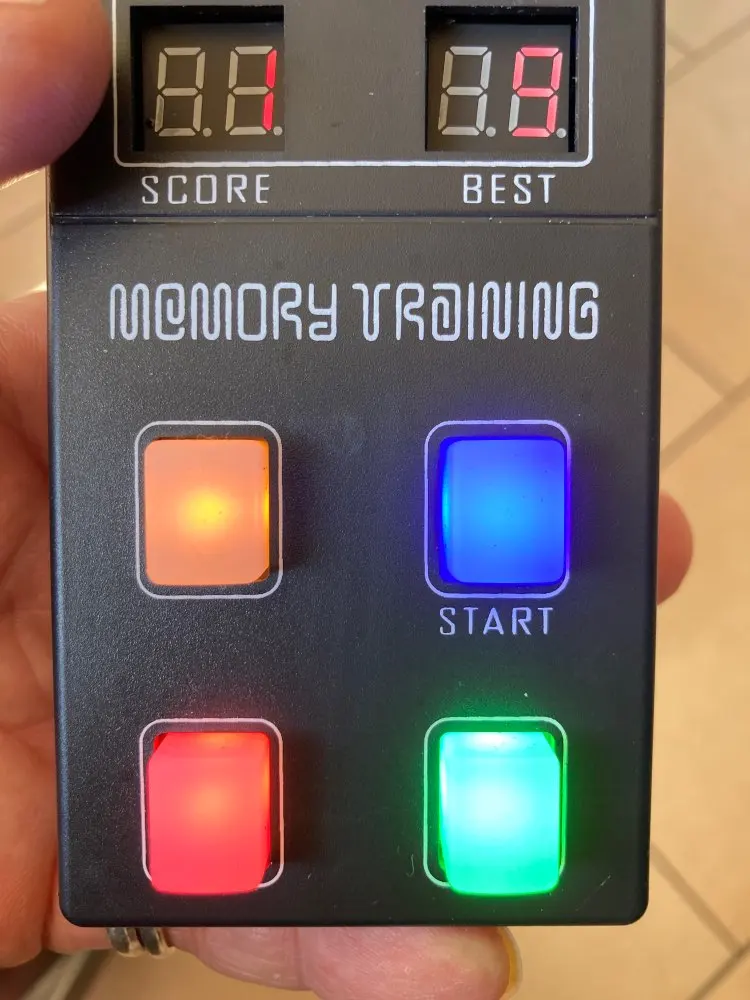 1 9
SCORE BEST
MEMORY TRAINING
START